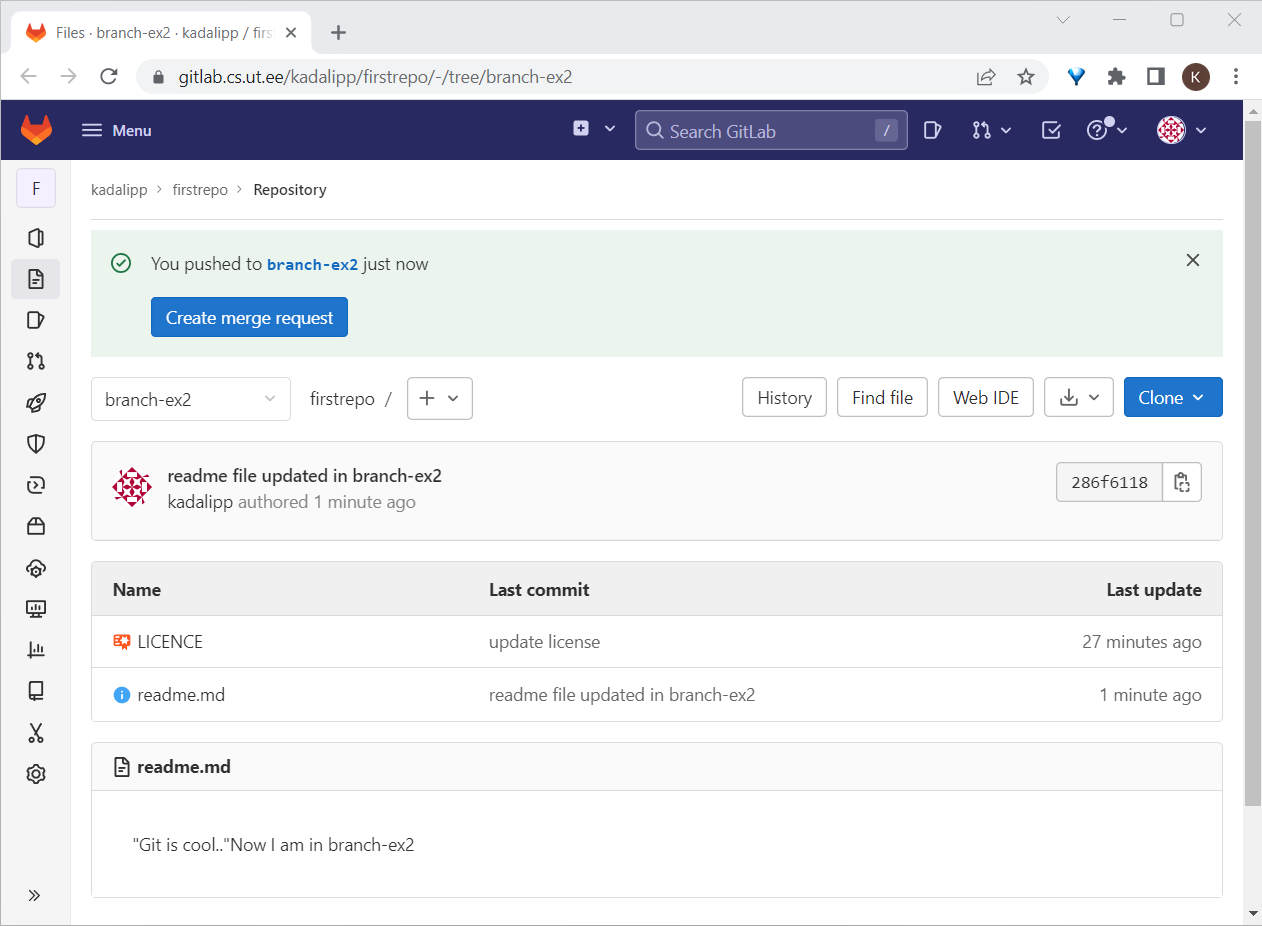 Files · branch-ex2 · kadalipp / firs
gitlab.cs.ut.ee/kadalipp/firstrepo/-/tree/branch-ex2
K
Menu
Search GitLab
/
F
kadalipp > firstrepo > Repository
You pushed to branch-ex2 just now
Create merge request
branch-ex2
firstrepo /
History
Find file
Web IDE
Clone
readme file updated in branch-ex2
kadalipp authored 1 minute ago
286f6118
Name Last commit Last update
LICENCE update license 27 minutes ago
readme.md readme file updated in branch-ex2 1 minute ago
readme.md
"Git is cool.."Now I am in branch-ex2